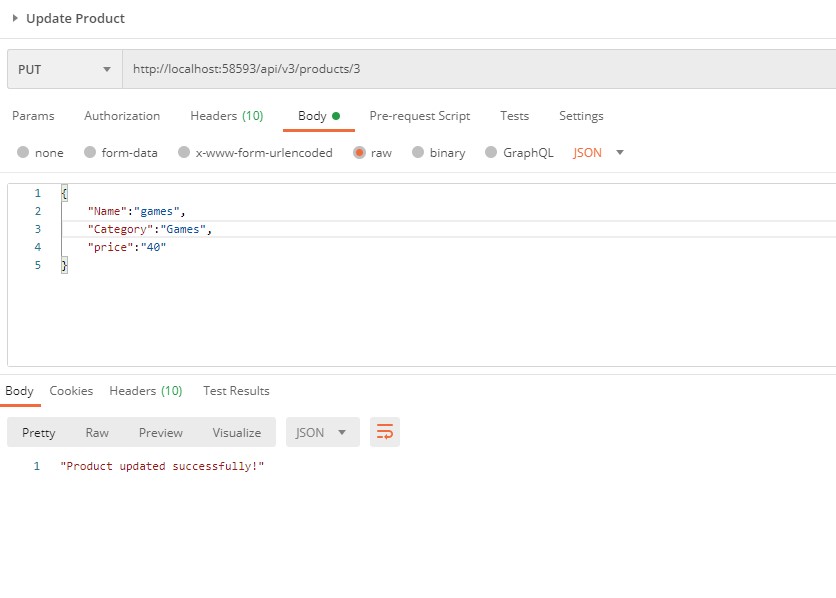 Update Product
PUT http://localhost:58593/api/v3/products/3
Params Authorization Headers (10) Body Pre-request Script Tests Settings
none form-data x-www-form-urlencoded raw binary GraphQL JSON
1 {
2 "Name":"games",
3 "Category":"Games",
4 "price":"40"
5 }
Body Cookies Headers (10) Test Results
Pretty Raw Preview Visualize JSON
1 "Product updated successfully!"